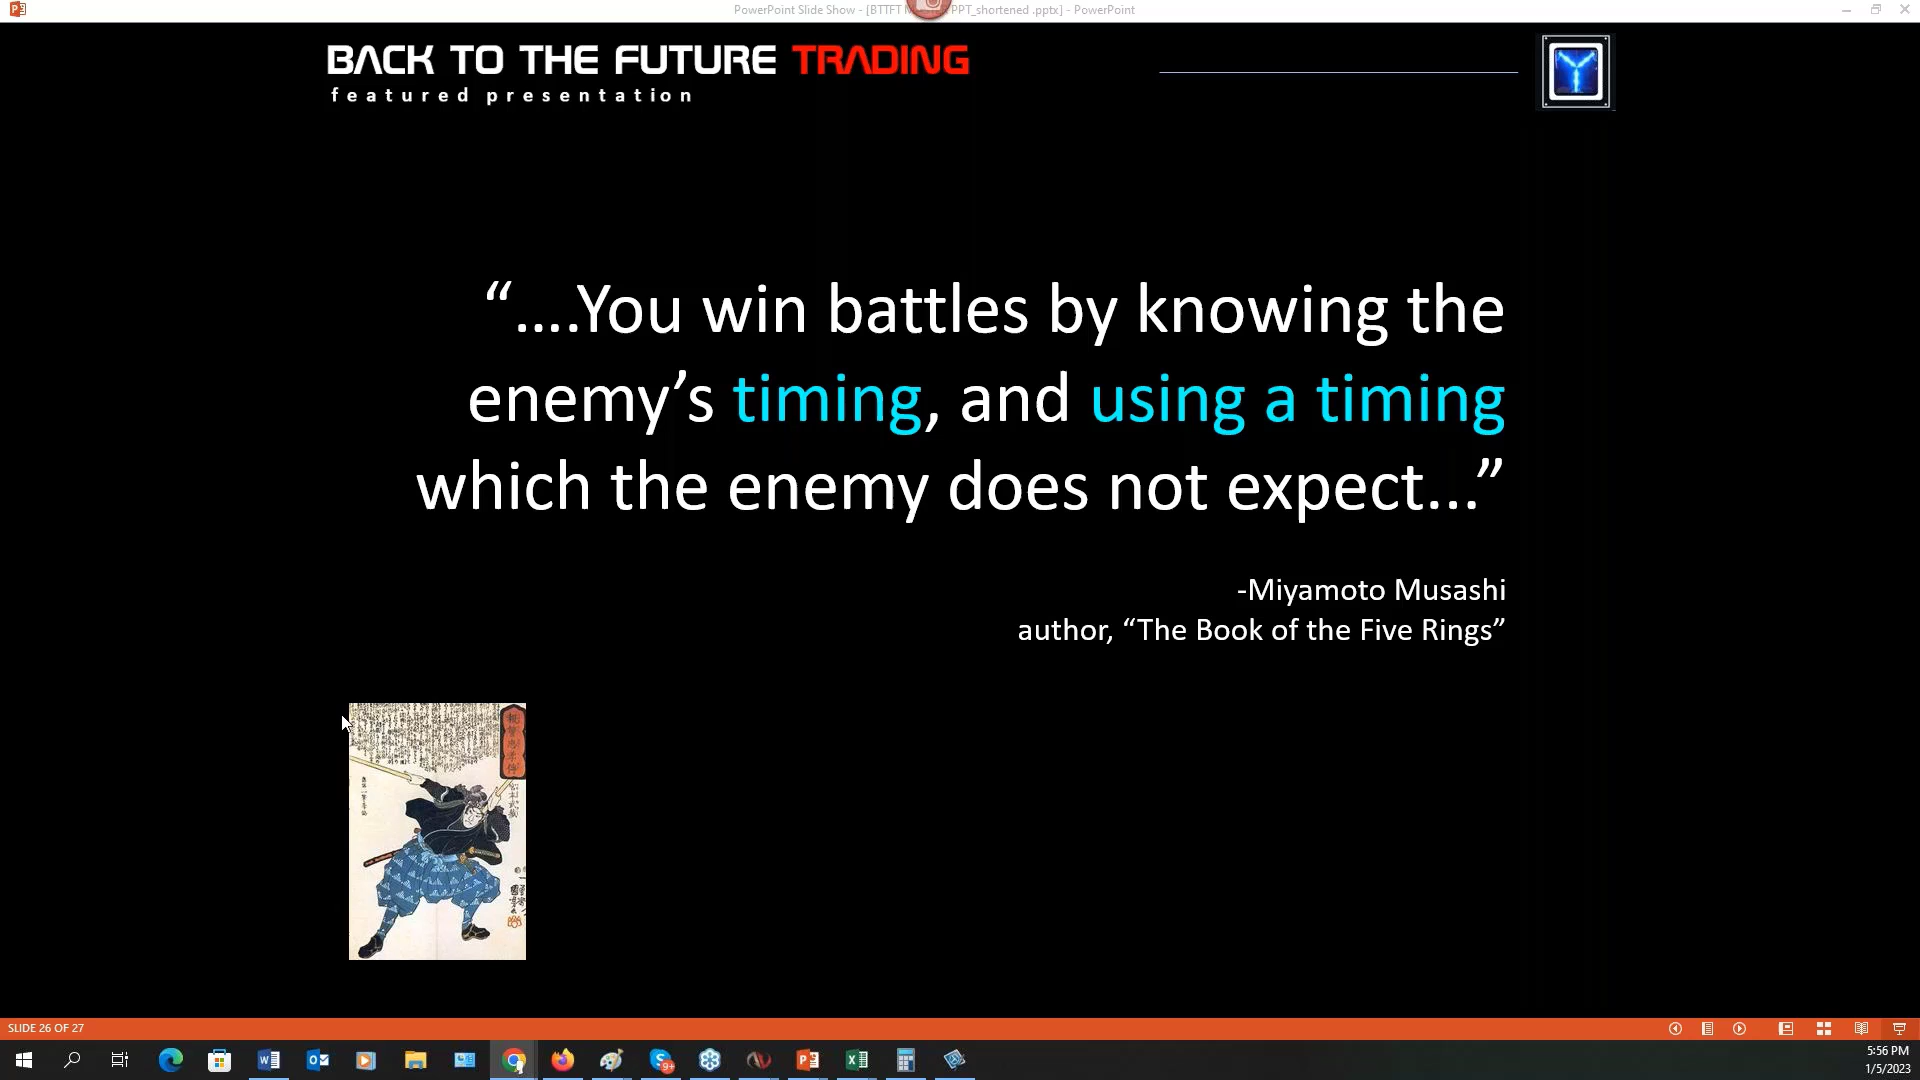 PowerPoint Slide Show - [BTTFT PPT_shortened .pptx] - PowerPoint
BACK TO THE FUTURE TRADING
featured presentation
“....You win battles by knowing the
enemy’s timing, and using a timing
which the enemy does not expect...”
-Miyamoto Musashi
author, “The Book of the Five Rings”
SLIDE 26 OF 27
9+
5:56 PM
1/5/2023